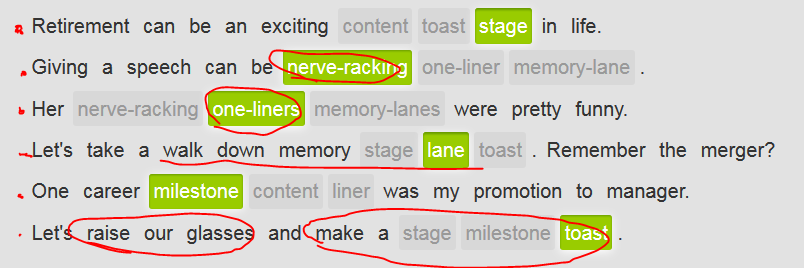 Retirement can be an exciting content toast stage in life.
Giving a speech can be nerve-racking one-liner memory-lane .
Her nerve-racking one-liners memory-lanes were pretty funny.
Let's take a walk down memory stage lane toast . Remember the merger?
One career milestone content liner was my promotion to manager.
Let's raise our glasses and make a stage milestone toast .